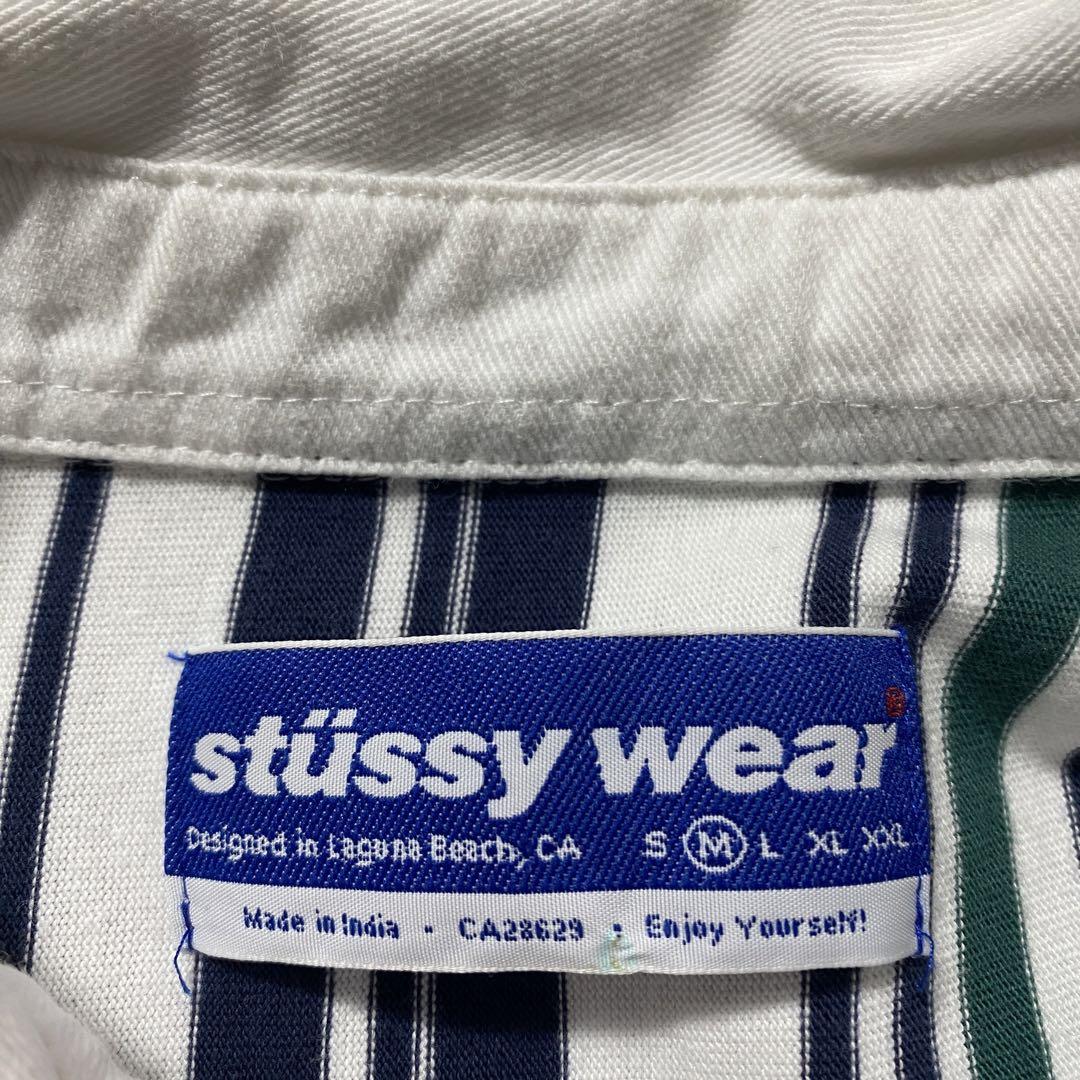 stüssy wear®
Designed in Laguna Beach, CA S M L XL XXL
Made in India · CA28629 · Enjoy Yourself!